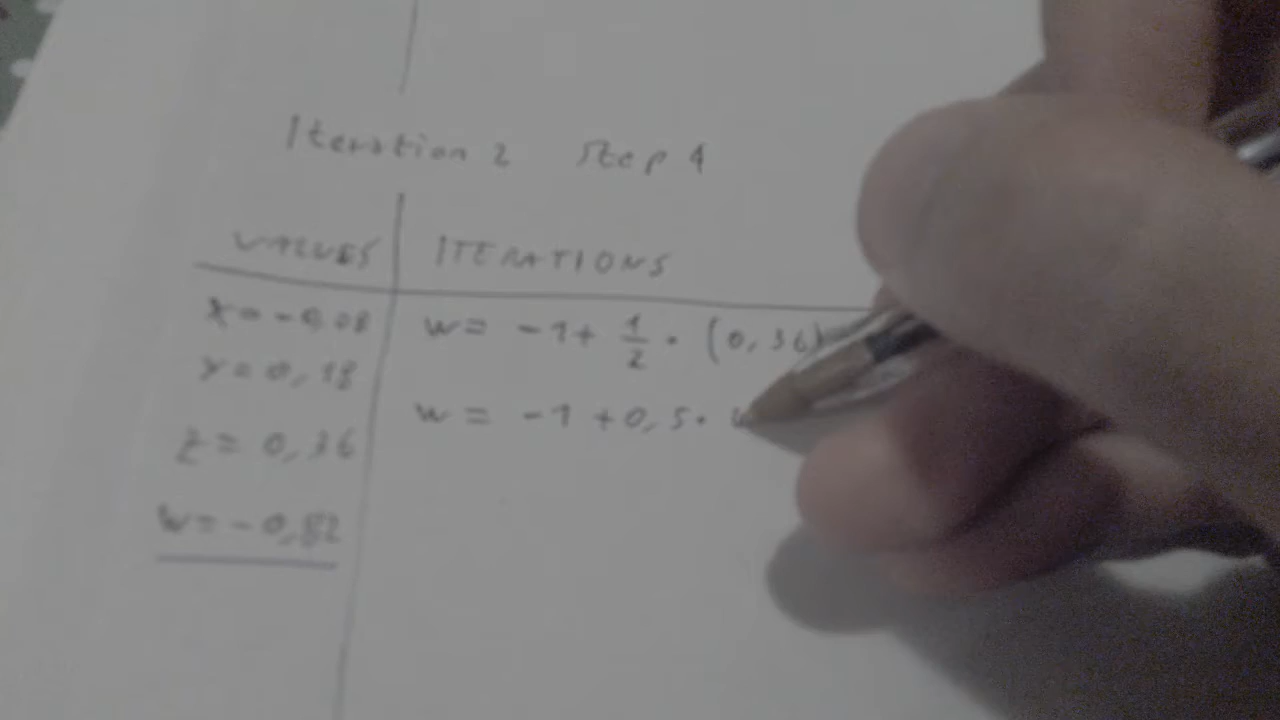 Iteration 2 Step 4
VALUES ITERATIONS
x = -0,08 w = -1 + 1/2 · (0,36)
y = 0,18 w = -1 + 0,5 ·
z = 0,36
w = -0,82